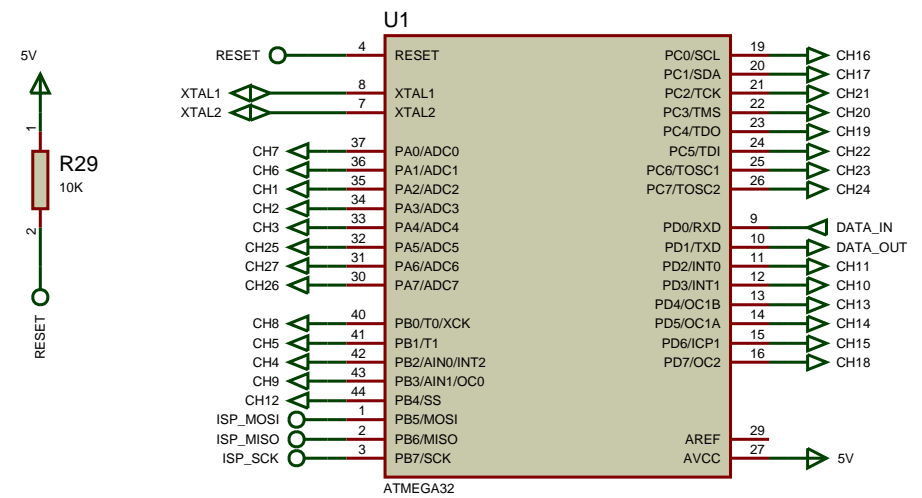 U1
5V
1
R29
10K
2
RESET
RESET 4 RESET
XTAL1 8 XTAL1
XTAL2 7 XTAL2
CH7 37 PA0/ADC0
CH6 36 PA1/ADC1
CH1 35 PA2/ADC2
CH2 34 PA3/ADC3
CH3 33 PA4/ADC4
CH25 32 PA5/ADC5
CH27 31 PA6/ADC6
CH26 30 PA7/ADC7
CH8 40 PB0/T0/XCK
CH5 41 PB1/T1
CH4 42 PB2/AIN0/INT2
CH9 43 PB3/AIN1/OC0
CH12 44 PB4/SS
ISP_MOSI 1 PB5/MOSI
ISP_MISO 2 PB6/MISO
ISP_SCK 3 PB7/SCK
PC0/SCL 19 CH16
PC1/SDA 20 CH17
PC2/TCK 21 CH21
PC3/TMS 22 CH20
PC4/TDO 23 CH19
PC5/TDI 24 CH22
PC6/TOSC1 25 CH23
PC7/TOSC2 26 CH24
PD0/RXD 9 DATA_IN
PD1/TXD 10 DATA_OUT
PD2/INT0 11 CH11
PD3/INT1 12 CH10
PD4/OC1B 13 CH13
PD5/OC1A 14 CH14
PD6/ICP1 15 CH15
PD7/OC2 16 CH18
AREF 29
AVCC 27 5V
ATMEGA32